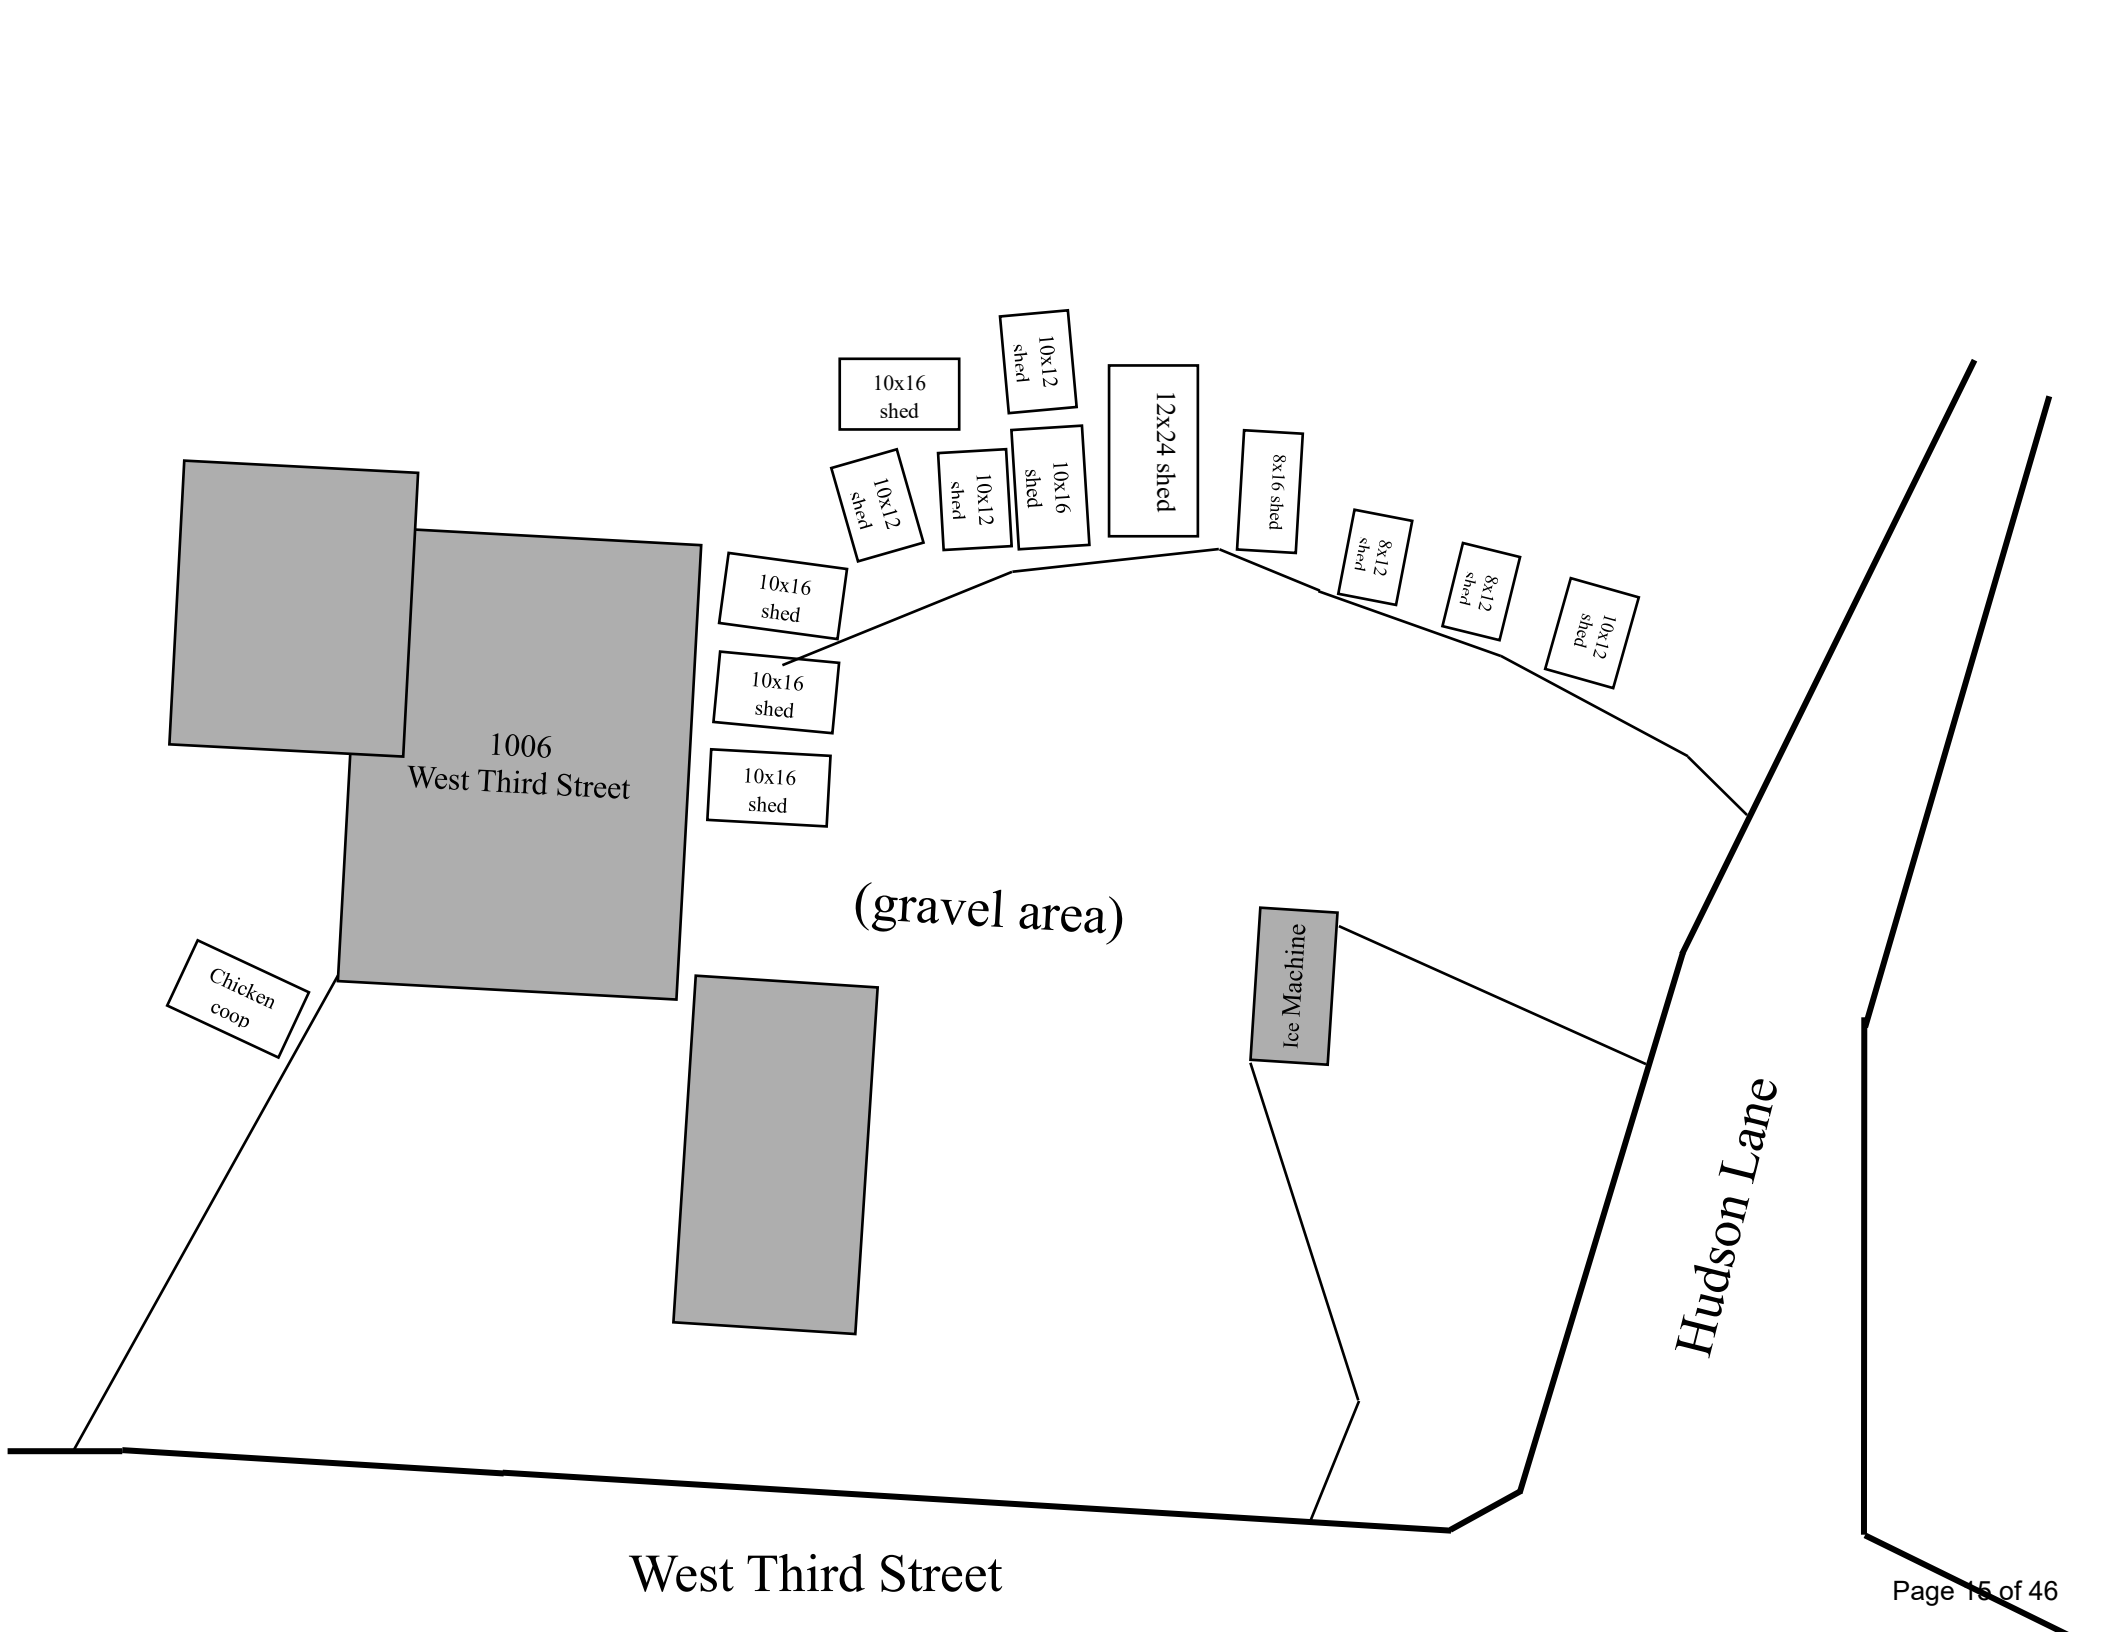 10x12
shed
10x16
shed
12x24 shed
10x12
shed
10x12
shed
10x16
shed
8x16 shed
8x12
shed
8x12
shed
10x12
shed
10x16
shed
10x16
shed
10x16
shed
1006
West Third Street
(gravel area)
Ice Machine
Chicken
coop
Hudson Lane
West Third Street
Page 15 of 46